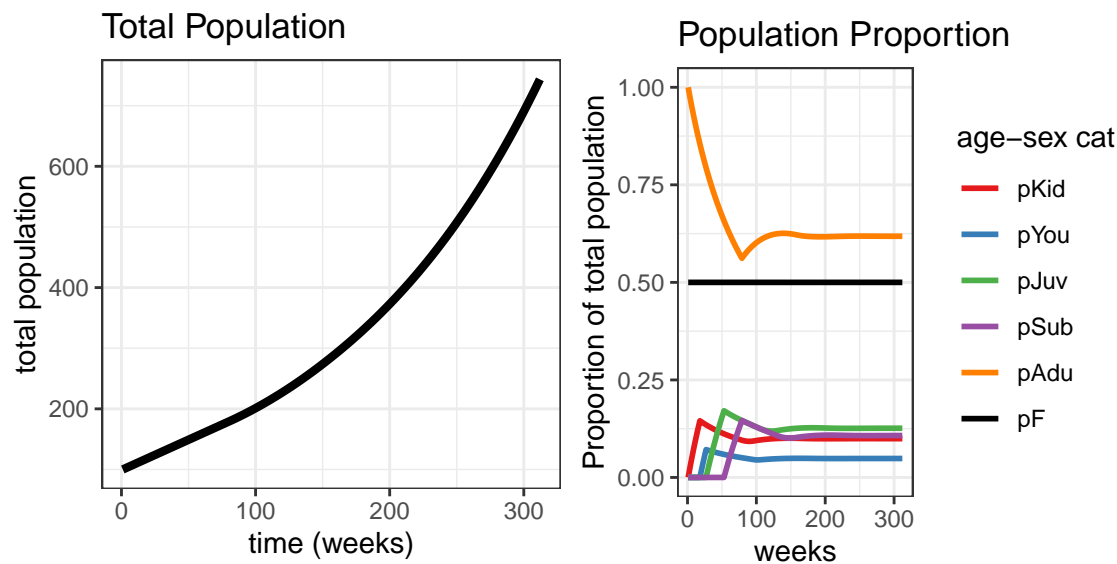 Total Population
total population
600
400
200
0
100
200
300
time (weeks)
Population Proportion
Proportion of total population
1.00
0.75
0.50
0.25
0.00
0
100
200
300
weeks
age−sex cat
pKid
pYou
pJuv
pSub
pAdu
pF